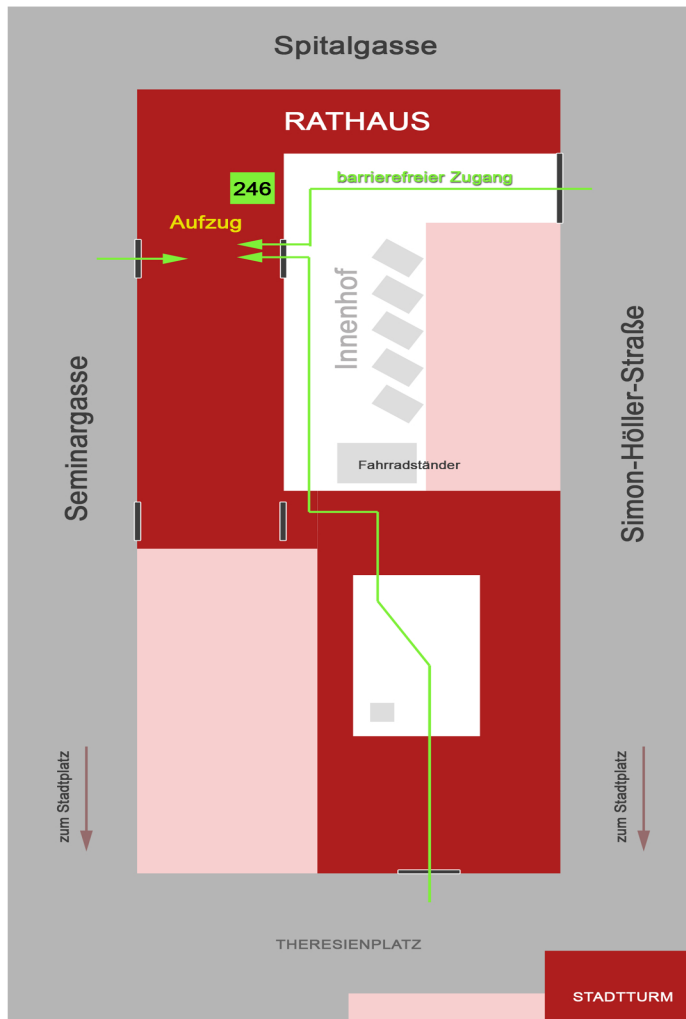 Spitalgasse
RATHAUS
barrierefreier Zugang
246
Aufzug
Innenhof
Seminargasse
Simon-Höller-Straße
Fahrradständer
zum Stadtplatz
zum Stadtplatz
THERESIENPLATZ
STADTTURM